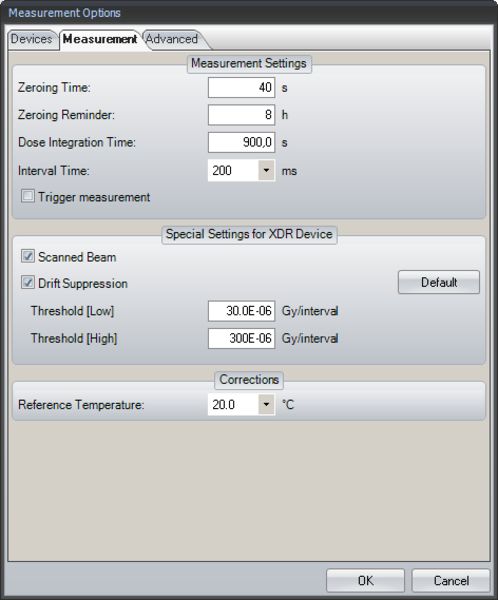 Measurement Options
Devices Measurement Advanced
Measurement Settings
Zeroing Time: 40 s
Zeroing Reminder: 8 h
Dose Integration Time: 900,0 s
Interval Time: 200 ms
Trigger measurement
Special Settings for XDR Device
Scanned Beam
Drift Suppression Default
Threshold [Low] 30.0E-06 Gy/interval
Threshold [High] 300E-06 Gy/interval
Corrections
Reference Temperature: 20.0 °C
OK Cancel